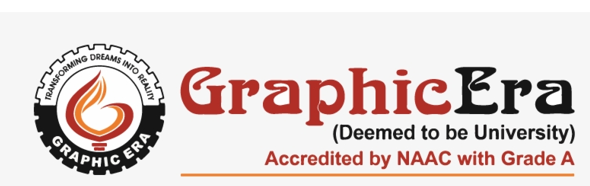 TRANSFORMING DREAMS INTO REALITY
GRAPHIC ERA
GraphicEra
(Deemed to be University)
Accredited by NAAC with Grade A